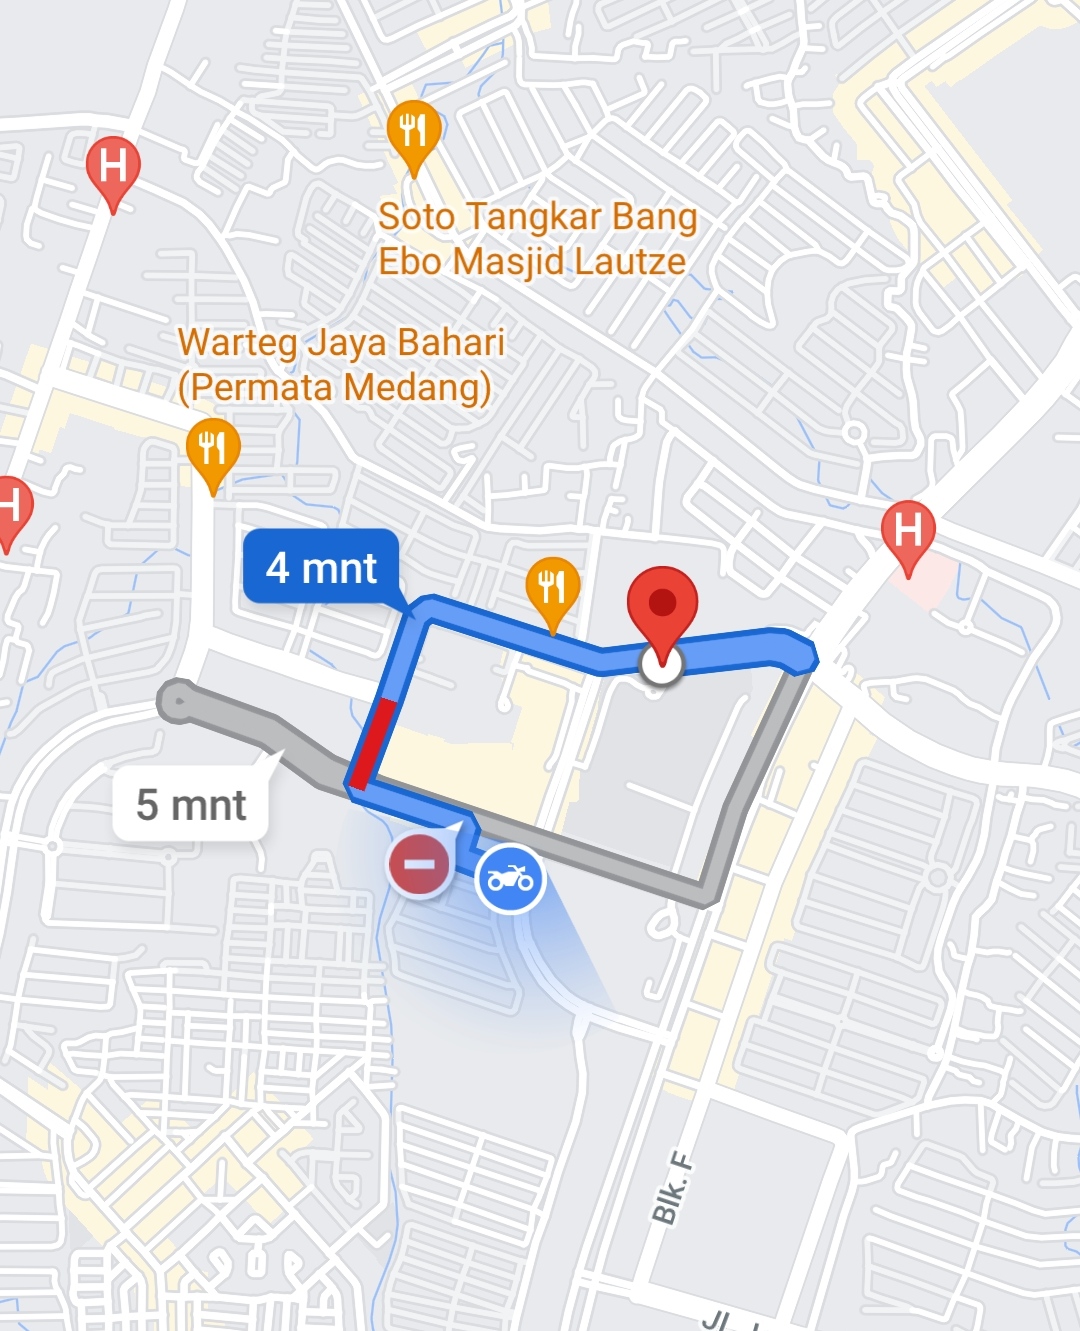 H
Soto Tangkar Bang
Ebo Masjid Lautze
Warteg Jaya Bahari
(Permata Medang)
H
H
4 mnt
5 mnt
Blk. F